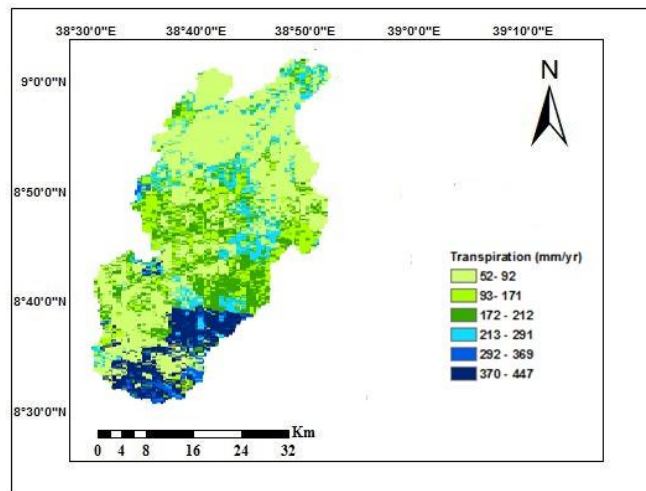 38°30'0"E 38°40'0"E 38°50'0"E 39°0'0"E 39°10'0"E
N
9°0'0"N
8°50'0"N
8°40'0"N
8°30'0"N
Transpiration (mm/yr)
52- 92
93- 171
172 - 212
213 - 291
292 - 369
370 - 447
Km
0 4 8 16 24 32